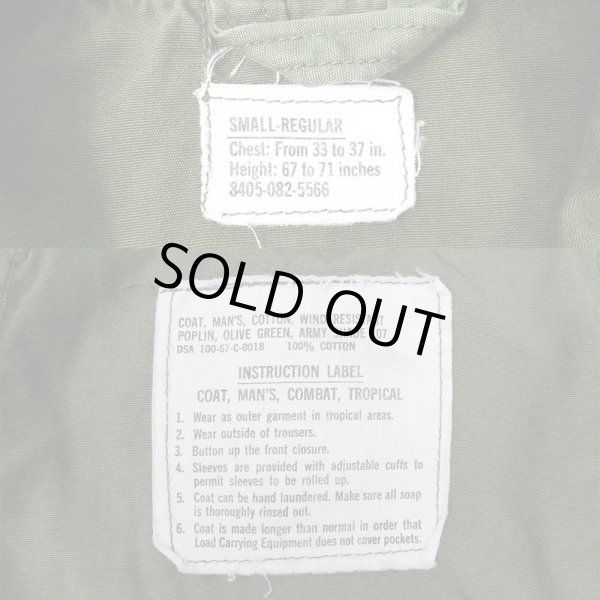 SMALL-REGULAR
Chest: From 33 to 37 in.
Height: 67 to 71 inches
8405-082-5566
SOLD OUT
COAT, MAN'S, COTTON, WIND RESISTANT
POPLIN, OLIVE GREEN, ARMY SHADE 107
DSA 100-67-C-0018 100% COTTON
INSTRUCTION LABEL
COAT, MAN'S, COMBAT, TROPICAL
1. Wear as outer garment in tropical areas.
2. Wear outside of trousers.
3. Button up the front closure.
4. Sleeves are provided with adjustable cuffs to
permit sleeves to be rolled up.
5. Coat can be hand laundered. Make sure all soap
is thoroughly rinsed out.
6. Coat is made longer than normal in order that
Load Carrying Equipment does not cover pockets.